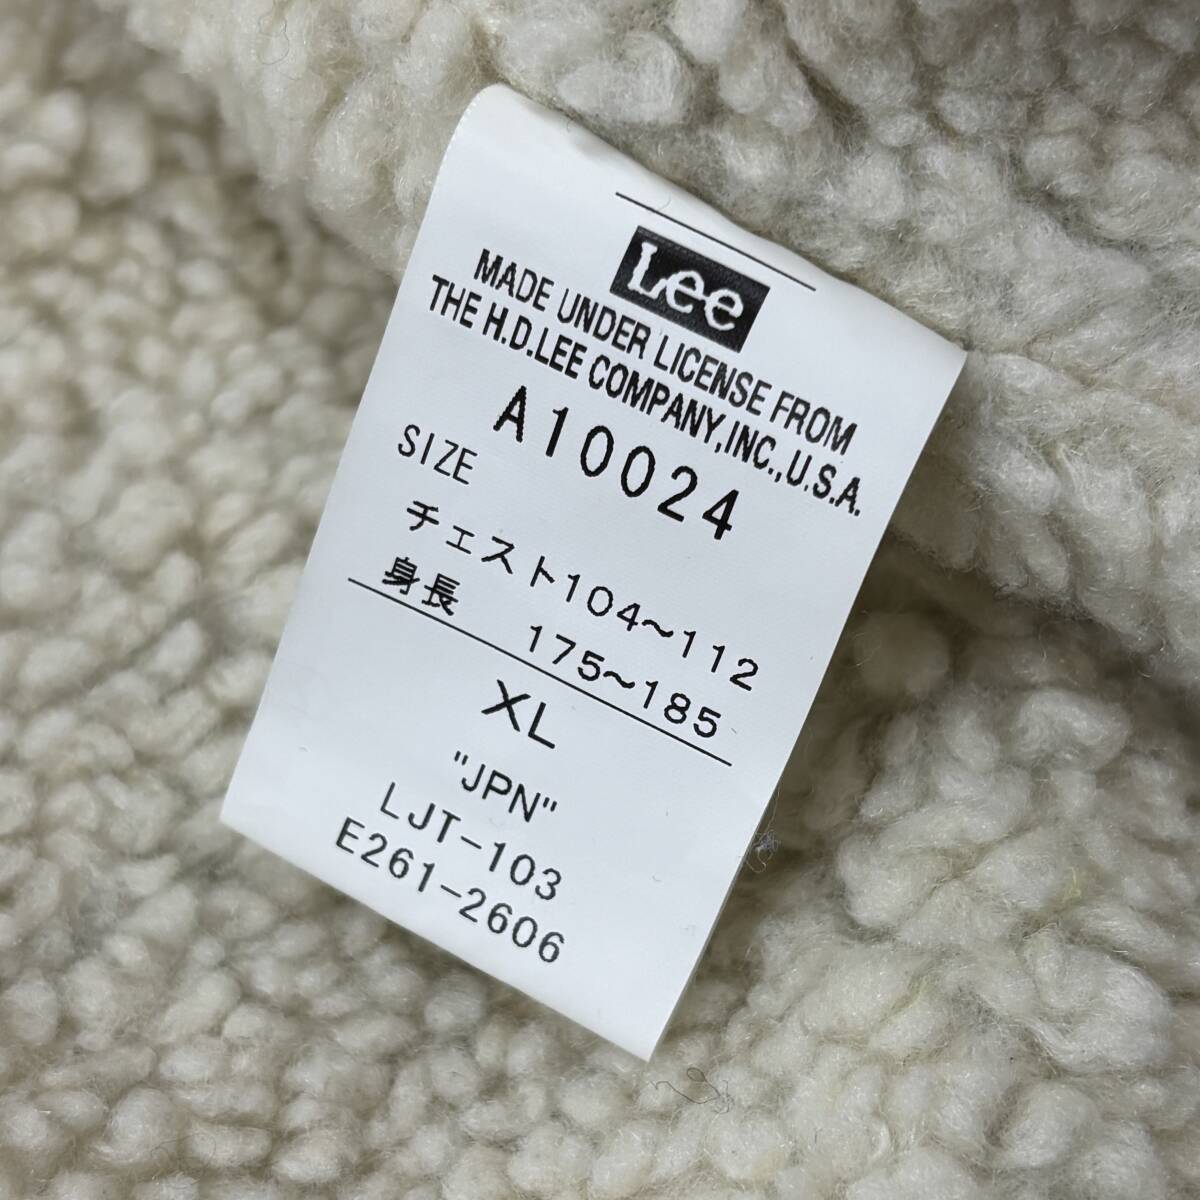 Lee
MADE UNDER LICENSE FROM
THE H.D.LEE COMPANY,INC.,U.S.A.
A10024
SIZE
チェスト104～112
身長 175～185
XL
"JPN"
LJT-103
E261-2606